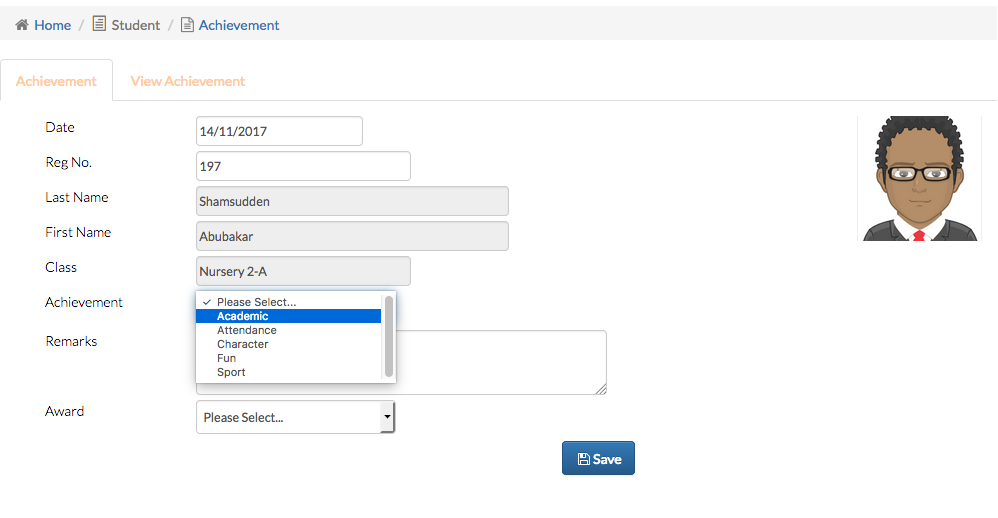 Home / Student / Achievement
Achievement View Achievement
Date 14/11/2017
Reg No. 197
Last Name Shamsudden
First Name Abubakar
Class Nursery 2-A
Achievement ✓ Please Select...
Academic
Attendance
Remarks
Character
Fun
Sport
Award Please Select...
Save